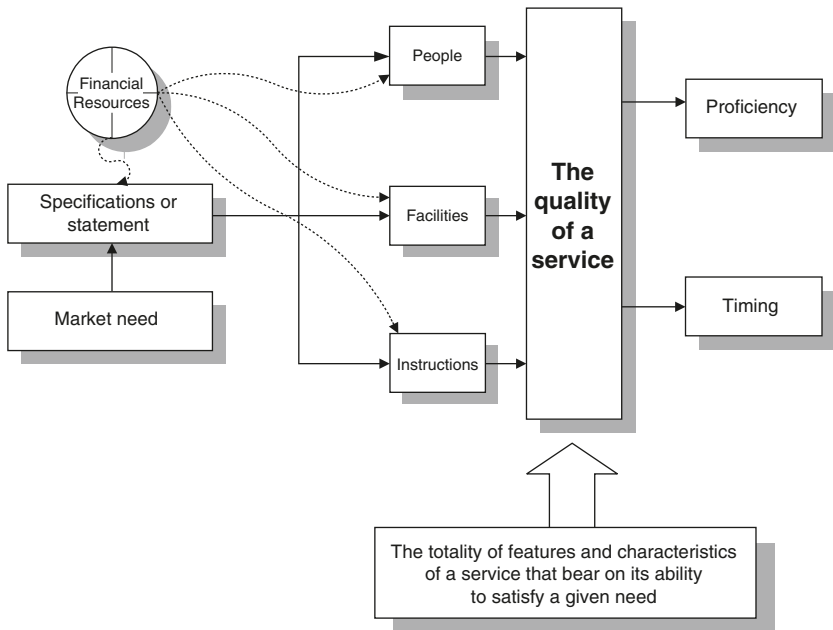 Financial
Resources
Specifications or
statement
Market need
People
Facilities
Instructions
The
quality
of a
service
Proficiency
Timing
The totality of features and characteristics
of a service that bear on its ability
to satisfy a given need